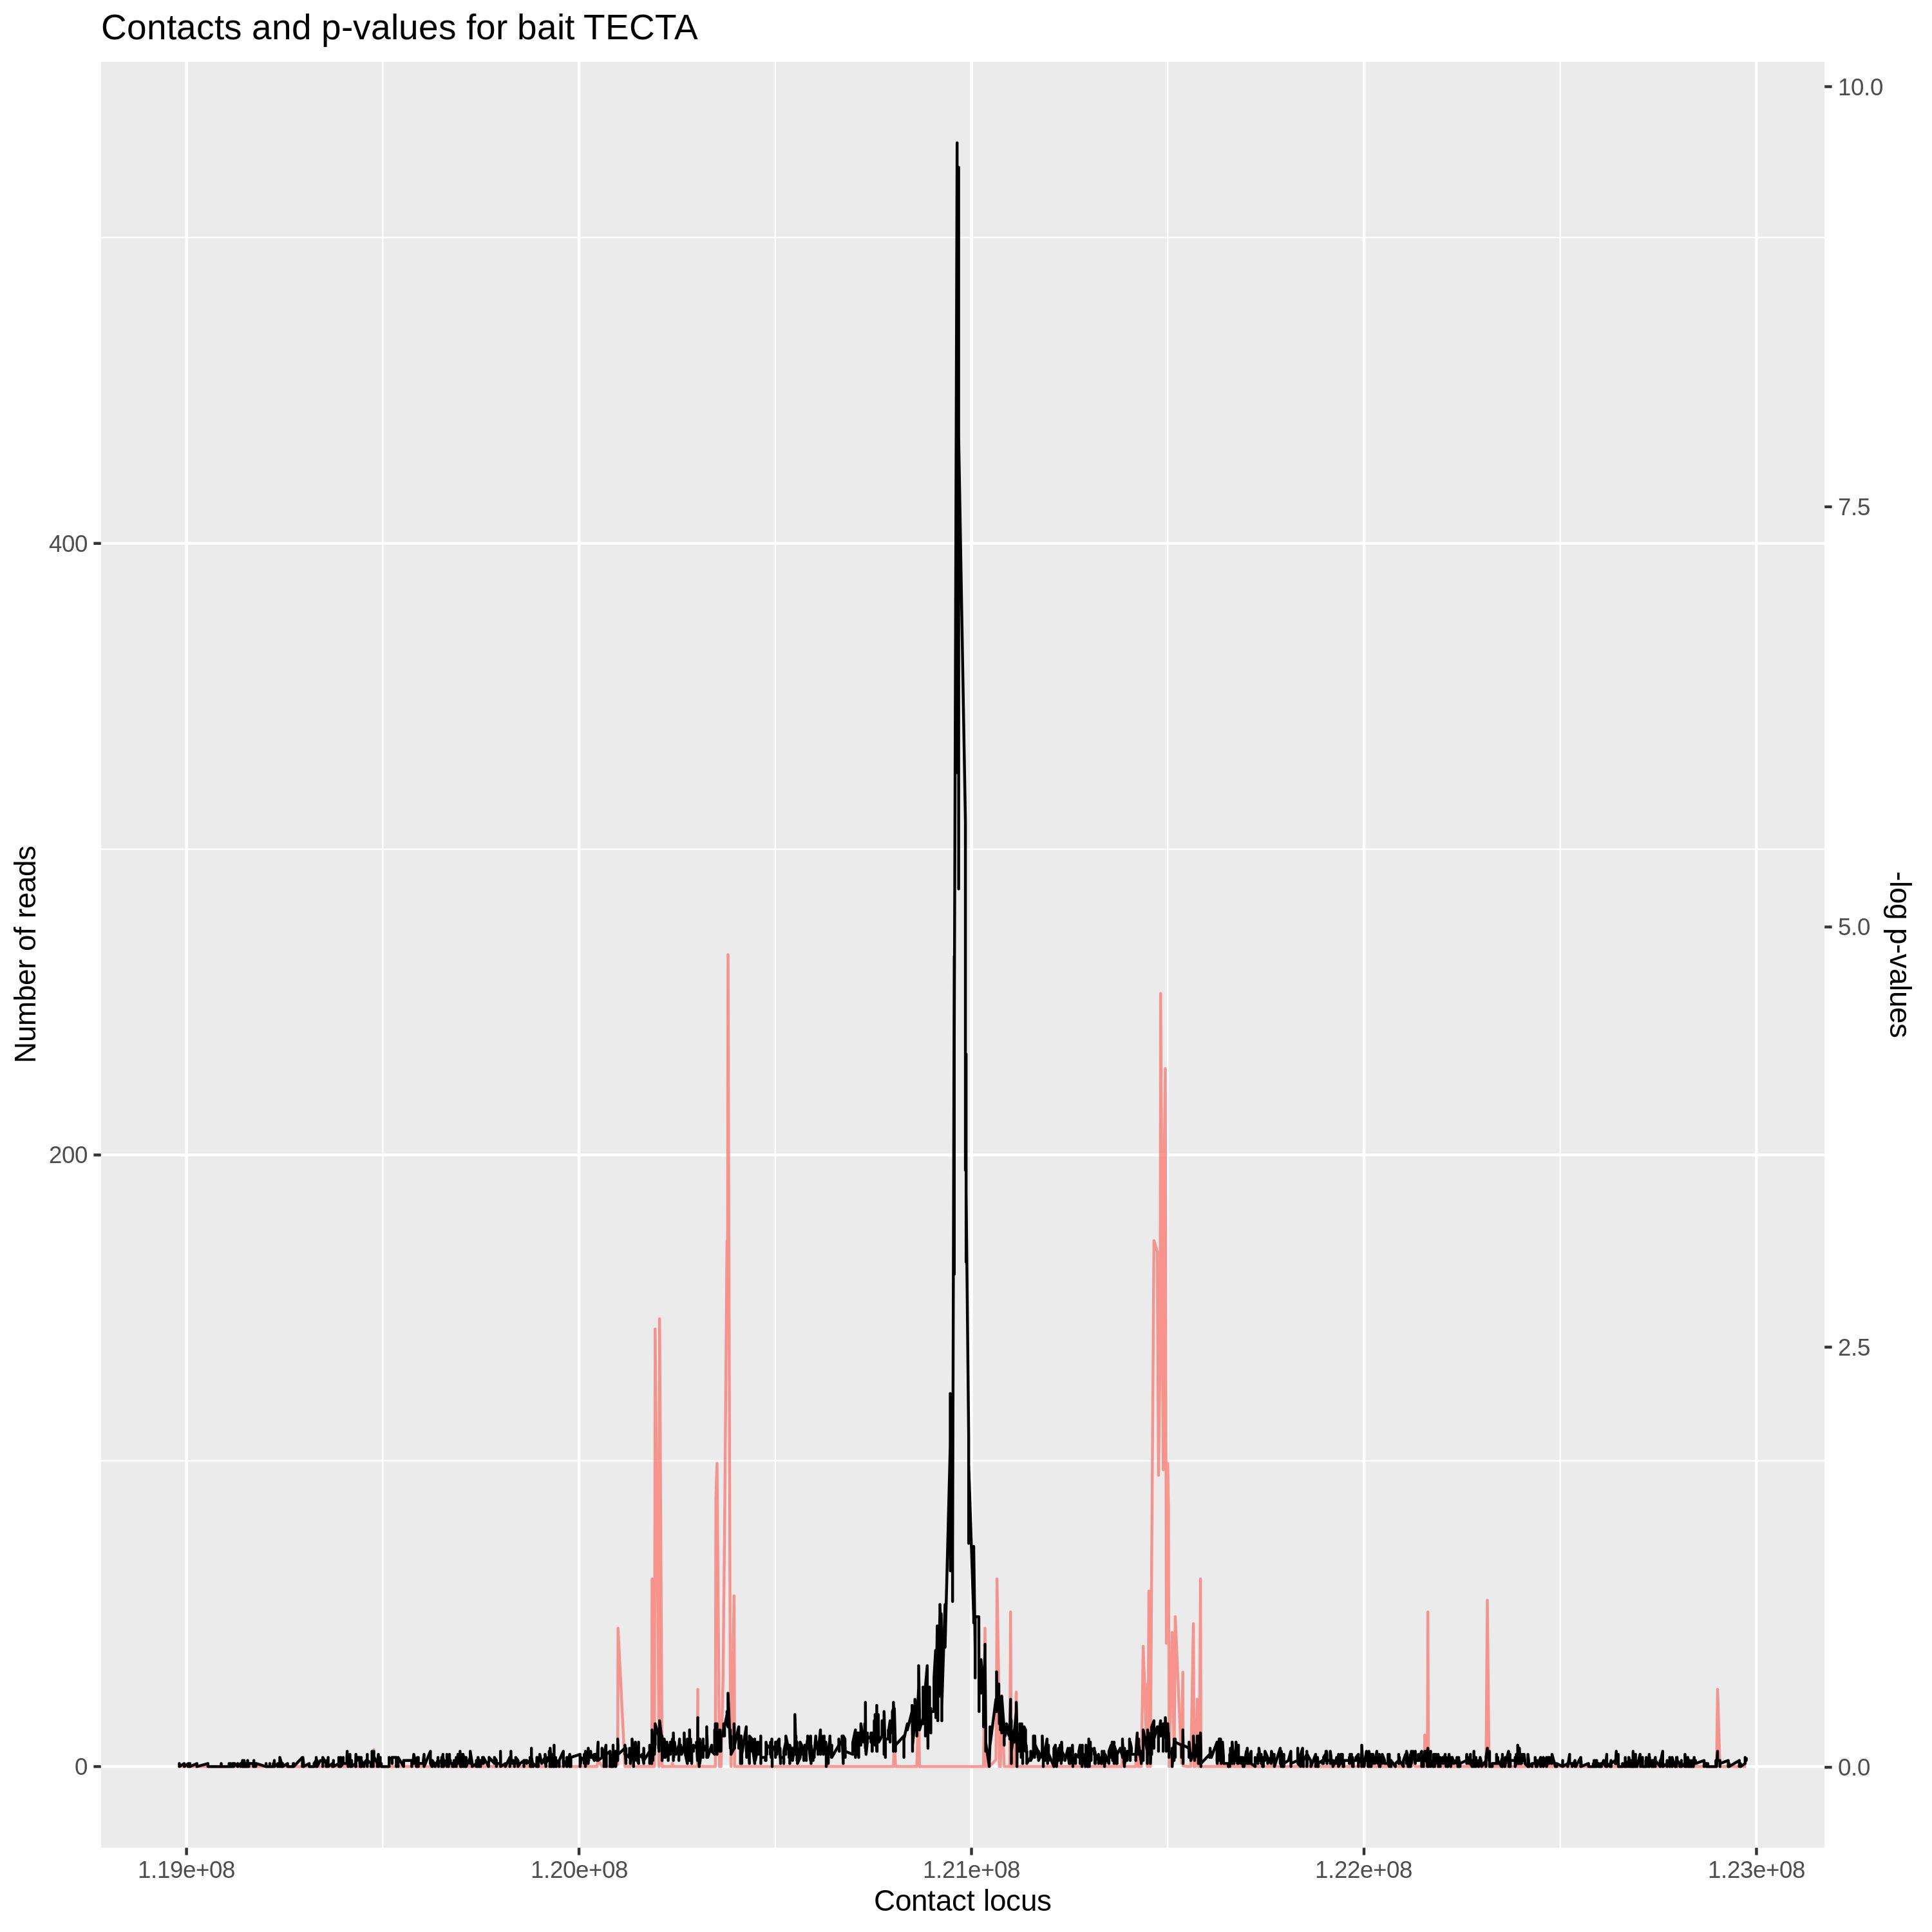 Contacts and p-values for bait TECTA
10.0
7.5
400
5.0
Number of reads
-log p-values
200
2.5
0
0.0
1.19e+08
1.20e+08
1.21e+08
1.22e+08
1.23e+08
Contact locus